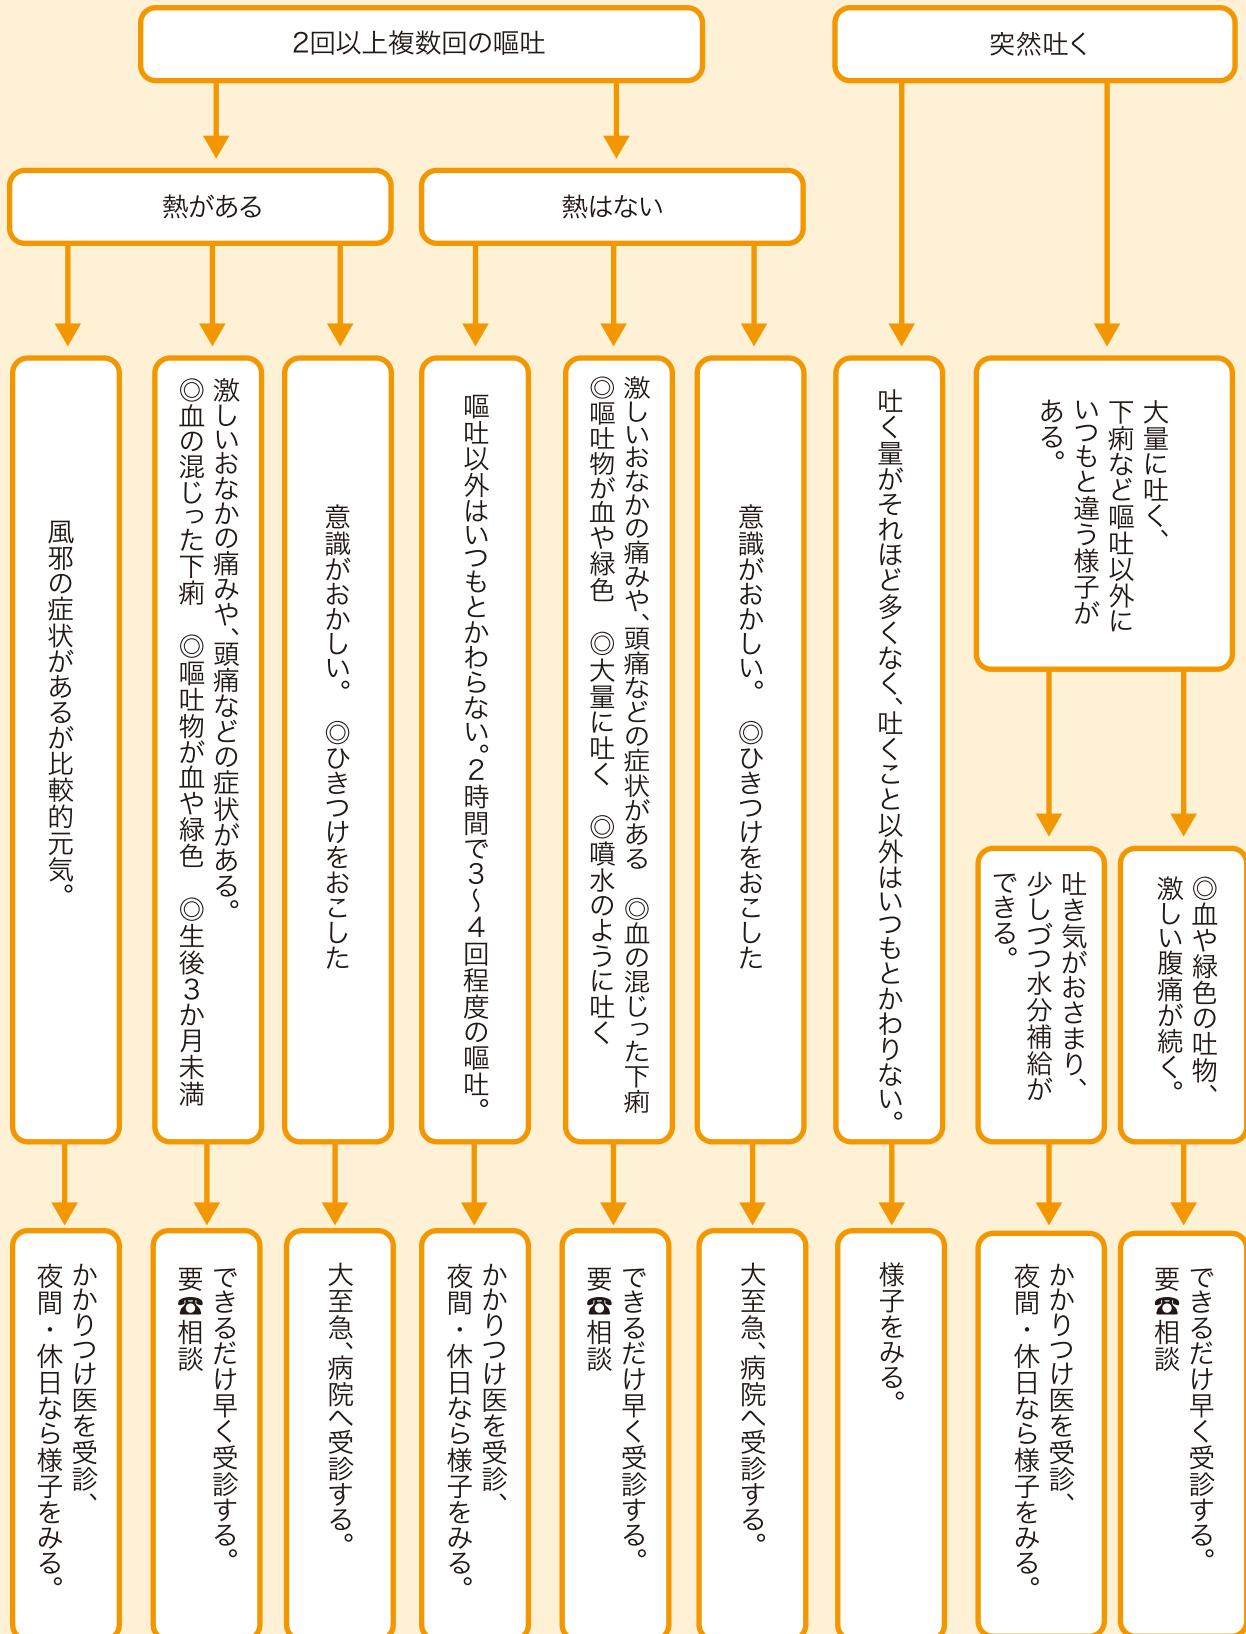 2回以上複数回の嘔吐
突然吐く
熱がある
熱はない
大量に吐く、
下痢など嘔吐以外に
いつもと違う様子が
ある。
吐く量がそれほど多くなく、吐くこと以外はいつもとかわりない。
意識がおかしい。　◎ひきつけをおこした
激しいおなかの痛みや、頭痛などの症状がある　◎血の混じった下痢
◎嘔吐物が血や緑色　◎大量に吐く　◎噴水のように吐く
嘔吐以外はいつもとかわらない。2時間で3〜4回程度の嘔吐。
意識がおかしい。　◎ひきつけをおこした
激しいおなかの痛みや、頭痛などの症状がある。
◎血の混じった下痢　◎嘔吐物が血や緑色　◎生後3か月未満
風邪の症状があるが比較的元気。
◎血や緑色の吐物、
激しい腹痛が続く。
吐き気がおさまり、
少しづつ水分補給が
できる。
できるだけ早く受診する。
要☎相談
かかりつけ医を受診、
夜間・休日なら様子をみる。
様子をみる。
大至急、病院へ受診する。
できるだけ早く受診する。
要☎相談
かかりつけ医を受診、
夜間・休日なら様子をみる。
大至急、病院へ受診する。
できるだけ早く受診する。
要☎相談
かかりつけ医を受診、
夜間・休日なら様子をみる。